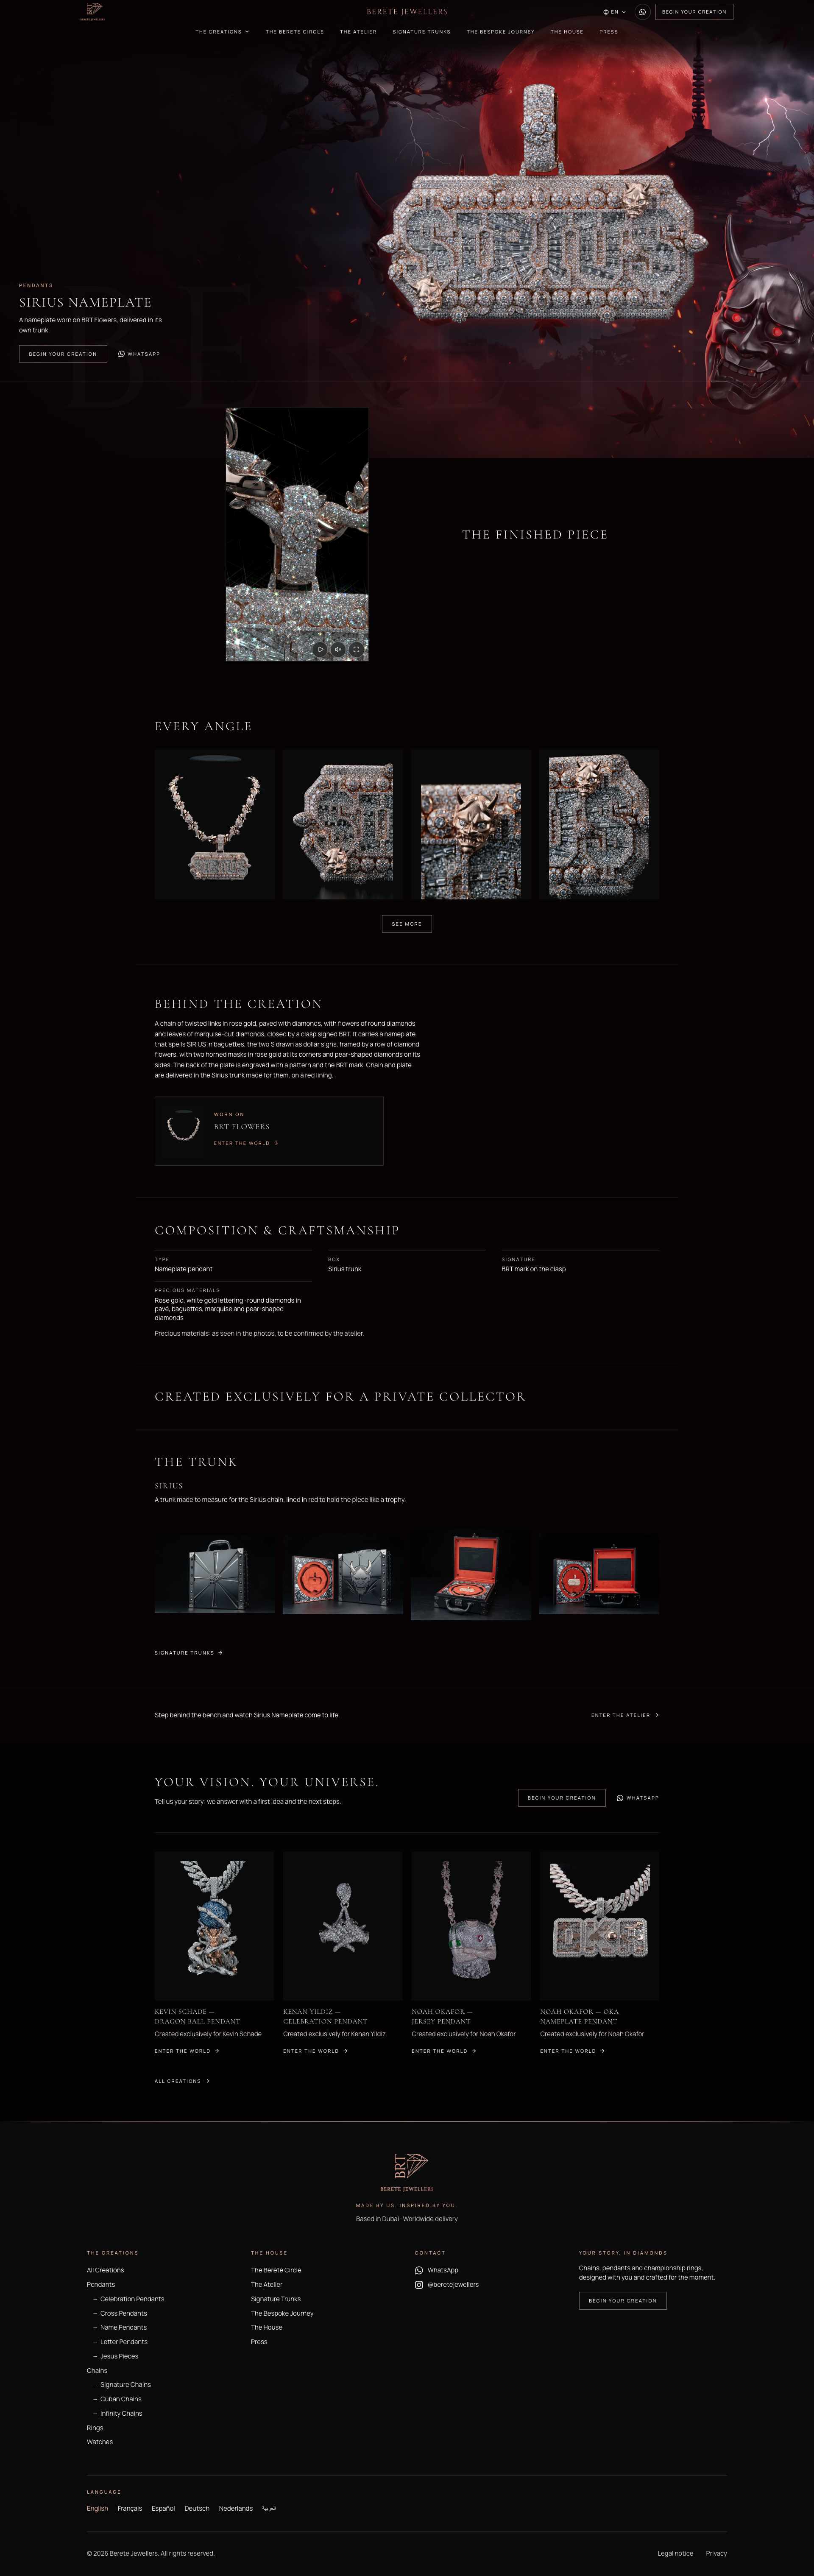 BERETE JEWELLERS
EN
BEGIN YOUR CREATION
THE CREATIONS
THE BERETE CIRCLE
THE ATELIER
SIGNATURE TRUNKS
THE BESPOKE JOURNEY
THE HOUSE
PRESS
PENDANTS
SIRIUS NAMEPLATE
A nameplate worn on BRT Flowers, delivered in its
own trunk.
BEGIN YOUR CREATION
WHATSAPP
THE FINISHED PIECE
EVERY ANGLE
SEE MORE
BEHIND THE CREATION
A chain of twisted links in rose gold, paved with diamonds, with flowers of round diamonds
and leaves of marquise-cut diamonds, closed by a clasp signed BRT. It carries a nameplate
that spells SIRIUS in baguettes, the two S drawn as dollar signs, framed by a row of diamond
flowers, with two horned masks in rose gold at its corners and pear-shaped diamonds on its
sides. The back of the plate is engraved with a pattern and the BRT mark. Chain and plate
are delivered in the Sirius trunk made for them, on a red lining.
WORN ON
BRT FLOWERS
ENTER THE WORLD →
COMPOSITION & CRAFTSMANSHIP
TYPE
Nameplate pendant
BOX
Sirius trunk
SIGNATURE
BRT mark on the clasp
PRECIOUS MATERIALS
Rose gold, white gold lettering · round diamonds in
pavé, baguettes, marquise and pear-shaped
diamonds
Precious materials: as seen in the photos, to be confirmed by the atelier.
CREATED EXCLUSIVELY FOR A PRIVATE COLLECTOR
THE TRUNK
SIRIUS
A trunk made to measure for the Sirius chain, lined in red to hold the piece like a trophy.
SIGNATURE TRUNKS →
Step behind the bench and watch Sirius Nameplate come to life.
ENTER THE ATELIER →
YOUR VISION. YOUR UNIVERSE.
Tell us your story: we answer with a first idea and the next steps.
BEGIN YOUR CREATION
WHATSAPP
KEVIN SCHADE —
DRAGON BALL PENDANT
Created exclusively for Kevin Schade
ENTER THE WORLD →
KENAN YILDIZ —
CELEBRATION PENDANT
Created exclusively for Kenan Yildiz
ENTER THE WORLD →
NOAH OKAFOR —
JERSEY PENDANT
Created exclusively for Noah Okafor
ENTER THE WORLD →
NOAH OKAFOR — OKA
NAMEPLATE PENDANT
Created exclusively for Noah Okafor
ENTER THE WORLD →
ALL CREATIONS →
BRT
BERETE JEWELLERS
MADE BY US. INSPIRED BY YOU.
Based in Dubai · Worldwide delivery
THE CREATIONS
All Creations
Pendants
— Celebration Pendants
— Cross Pendants
— Name Pendants
— Letter Pendants
— Jesus Pieces
Chains
— Signature Chains
— Cuban Chains
— Infinity Chains
Rings
Watches
THE HOUSE
The Berete Circle
The Atelier
Signature Trunks
The Bespoke Journey
The House
Press
CONTACT
WhatsApp
@beretejewellers
YOUR STORY, IN DIAMONDS
Chains, pendants and championship rings,
designed with you and crafted for the moment.
BEGIN YOUR CREATION
LANGUAGE
English Français Español Deutsch Nederlands العربية
© 2026 Berete Jewellers. All rights reserved.
Legal notice Privacy